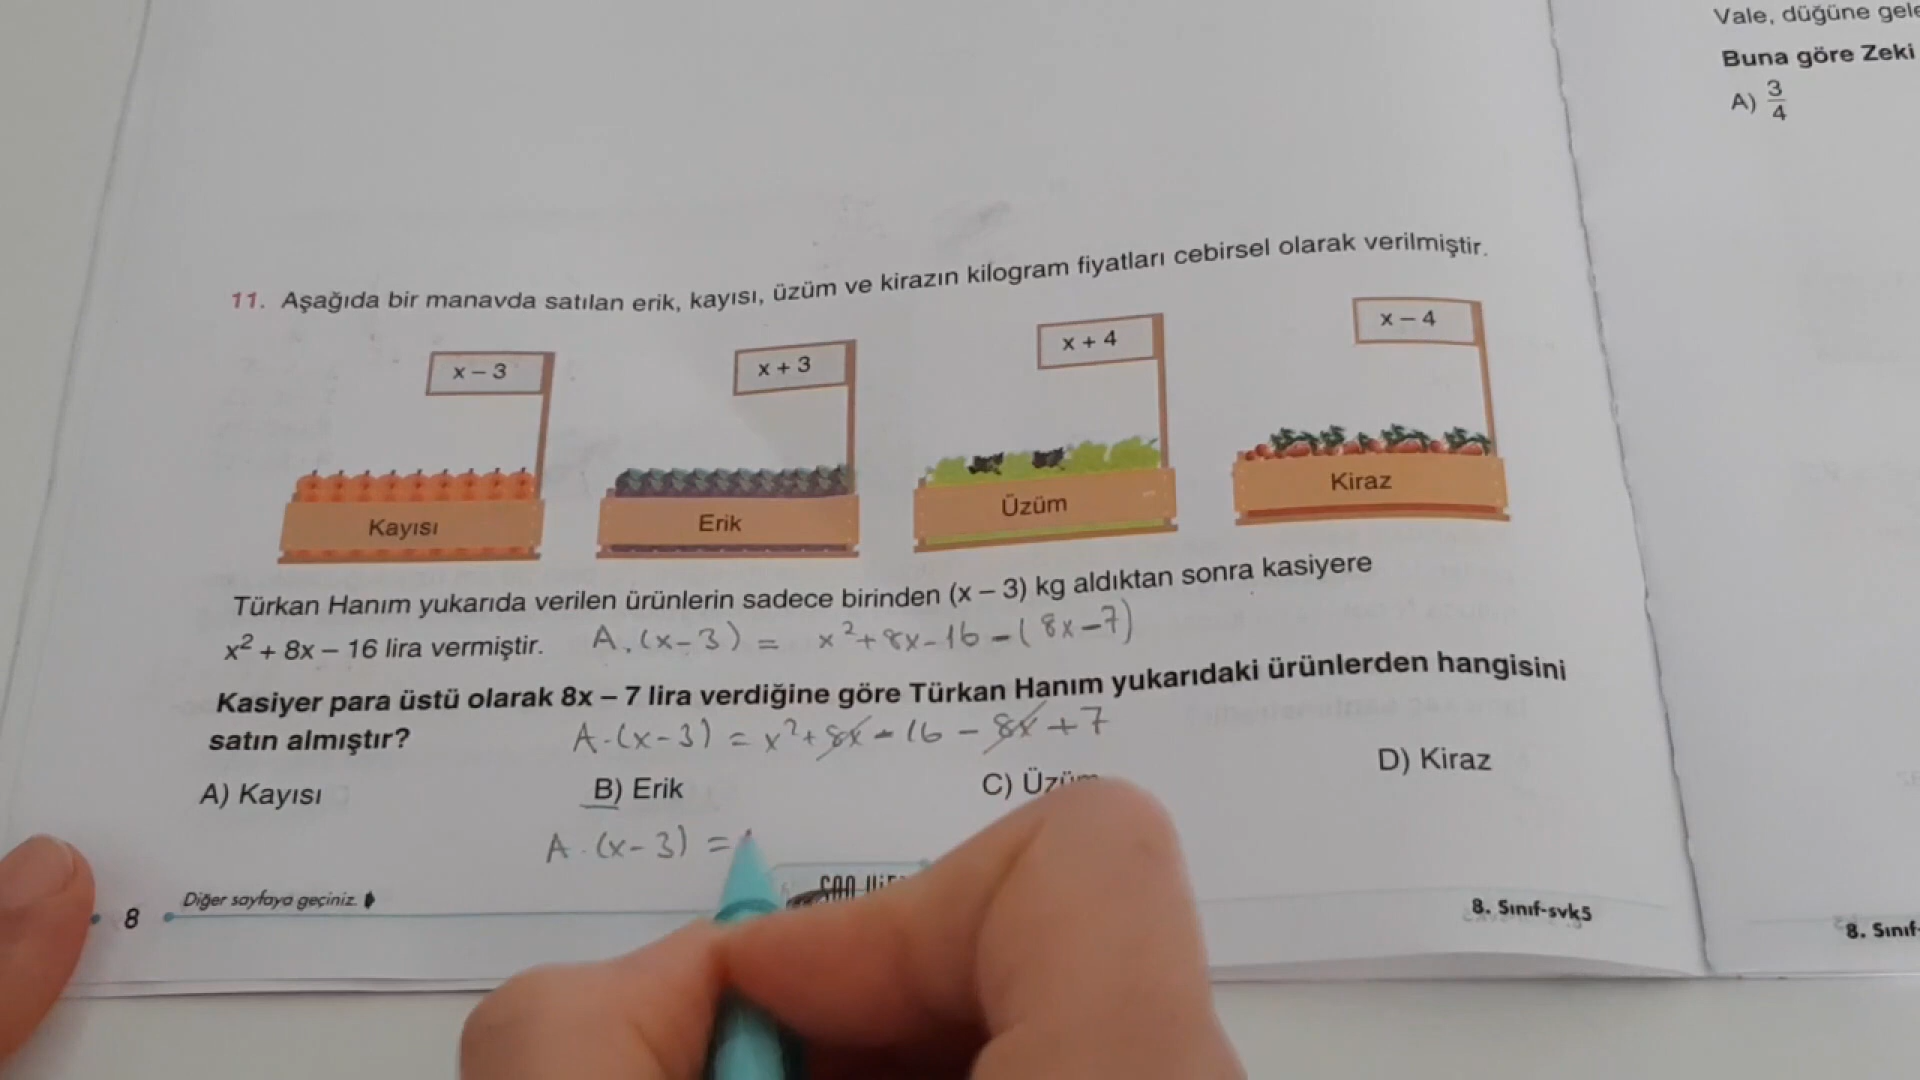 Vale, düğüne gele
Buna göre Zeki
A) 3/4
11. Aşağıda bir manavda satılan erik, kayısı, üzüm ve kirazın kilogram fiyatları cebirsel olarak verilmiştir.
x – 3
x + 3
x + 4
x – 4
Kayısı
Erik
Üzüm
Kiraz
Türkan Hanım yukarıda verilen ürünlerin sadece birinden (x – 3) kg aldıktan sonra kasiyere
x² + 8x – 16 lira vermiştir.
A.(x-3) = x²+8x-16-(8x-7)
Kasiyer para üstü olarak 8x – 7 lira verdiğine göre Türkan Hanım yukarıdaki ürünlerden hangisini
satın almıştır?
A.(x-3) = x²+8x-16-8x+7
A) Kayısı
B) Erik
C) Üzüm
D) Kiraz
A.(x-3) =
Diğer sayfaya geçiniz.
8
8. Sınıf-svk5
8. Sınıf-